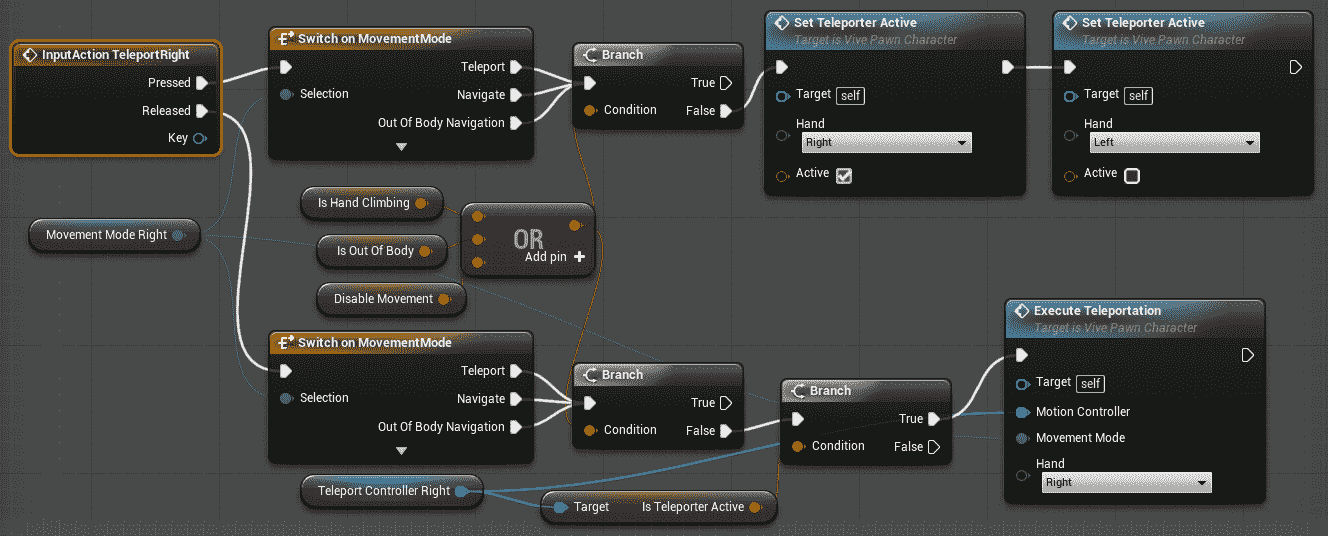 InputAction TeleportRight
Pressed
Released
Key
Switch on MovementMode
Selection
Teleport
Navigate
Out Of Body Navigation
Branch
Condition
True
False
Set Teleporter Active
Target is Vive Pawn Character
Target self
Hand
Right
Active
Set Teleporter Active
Target is Vive Pawn Character
Target self
Hand
Left
Active
Movement Mode Right
Is Hand Climbing
Is Out Of Body
Disable Movement
OR
Add pin +
Switch on MovementMode
Selection
Teleport
Navigate
Out Of Body Navigation
Branch
Condition
True
False
Branch
Condition
True
False
Teleport Controller Right
Target Is Teleporter Active
Execute Teleportation
Target is Vive Pawn Character
Target self
Motion Controller
Movement Mode
Hand
Right